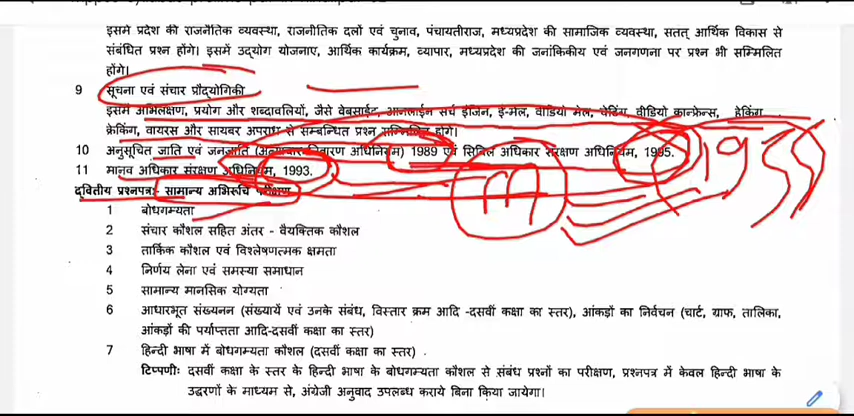 इसमें प्रदेश की राजनैतिक व्यवस्था, राजनीतिक दलों एवं चुनाव, पंचायतीराज, मध्यप्रदेश की सामाजिक व्यवस्था, सतत् आर्थिक विकास से
संबंधित प्रश्न होंगे। इसमें उद्योग योजनाए, आर्थिक कार्यक्रम, व्यापार, मध्यप्रदेश की जनांकिकीय एवं जनगणना पर प्रश्न भी सम्मिलित
होंगे।
9 सूचना एवं संचार प्रौद्योगिकी
इसमें अभिलक्षण, प्रयोग और शब्दावलियॉं, जैसे वेबसाईट, आनलाईन सर्च इंजिन, ई-मेल, वीडियो मेल, चेटिंग, वीडियो कान्फ्रेन्स, हेकिंग
क्रेकिंग, वायरस और सायबर अपराध से सम्बन्धित प्रश्न सम्मिलित होंगे।
10 अनुसूचित जाति एवं जनजाति (अत्याचार निवारण अधिनियम) 1989 एवं सिविल अधिकार संरक्षण अधिनियम, 1955. 1955
11 मानव अधिकार संरक्षण अधिनियम, 1993.
द्वितीय प्रश्नपत्र: सामान्य अभिरूचि परीक्षण
1 बोधगम्यता
2 संचार कौशल सहित अंतर - वैयक्तिक कौशल
3 तार्किक कौशल एवं विश्लेषणत्मक क्षमता
4 निर्णय लेना एवं समस्या समाधान
5 सामान्य मानसिक योग्यता
6 आधारभूत संख्यनन (संख्यायें एवं उनके संबंध, विस्तार क्रम आदि -दसवीं कक्षा का स्तर), आंकड़ों का निर्वचन (चार्ट, ग्राफ, तालिका,
आंकड़ों की पर्याप्तता आदि-दसवीं कक्षा का स्तर)
7 हिन्दी भाषा में बोधगम्यता कौशल (दसवीं कक्षा का स्तर) .
टिप्पणीः दसवीं कक्षा के स्तर के हिन्दी भाषा के बोधगम्यता कौशल से संबंध प्रश्नों का परीक्षण, प्रश्नपत्र में केवल हिन्दी भाषा के
उद्वरणों के माध्यम से, अंग्रेजी अनुवाद उपलब्ध कराये बिना किया जायेगा।